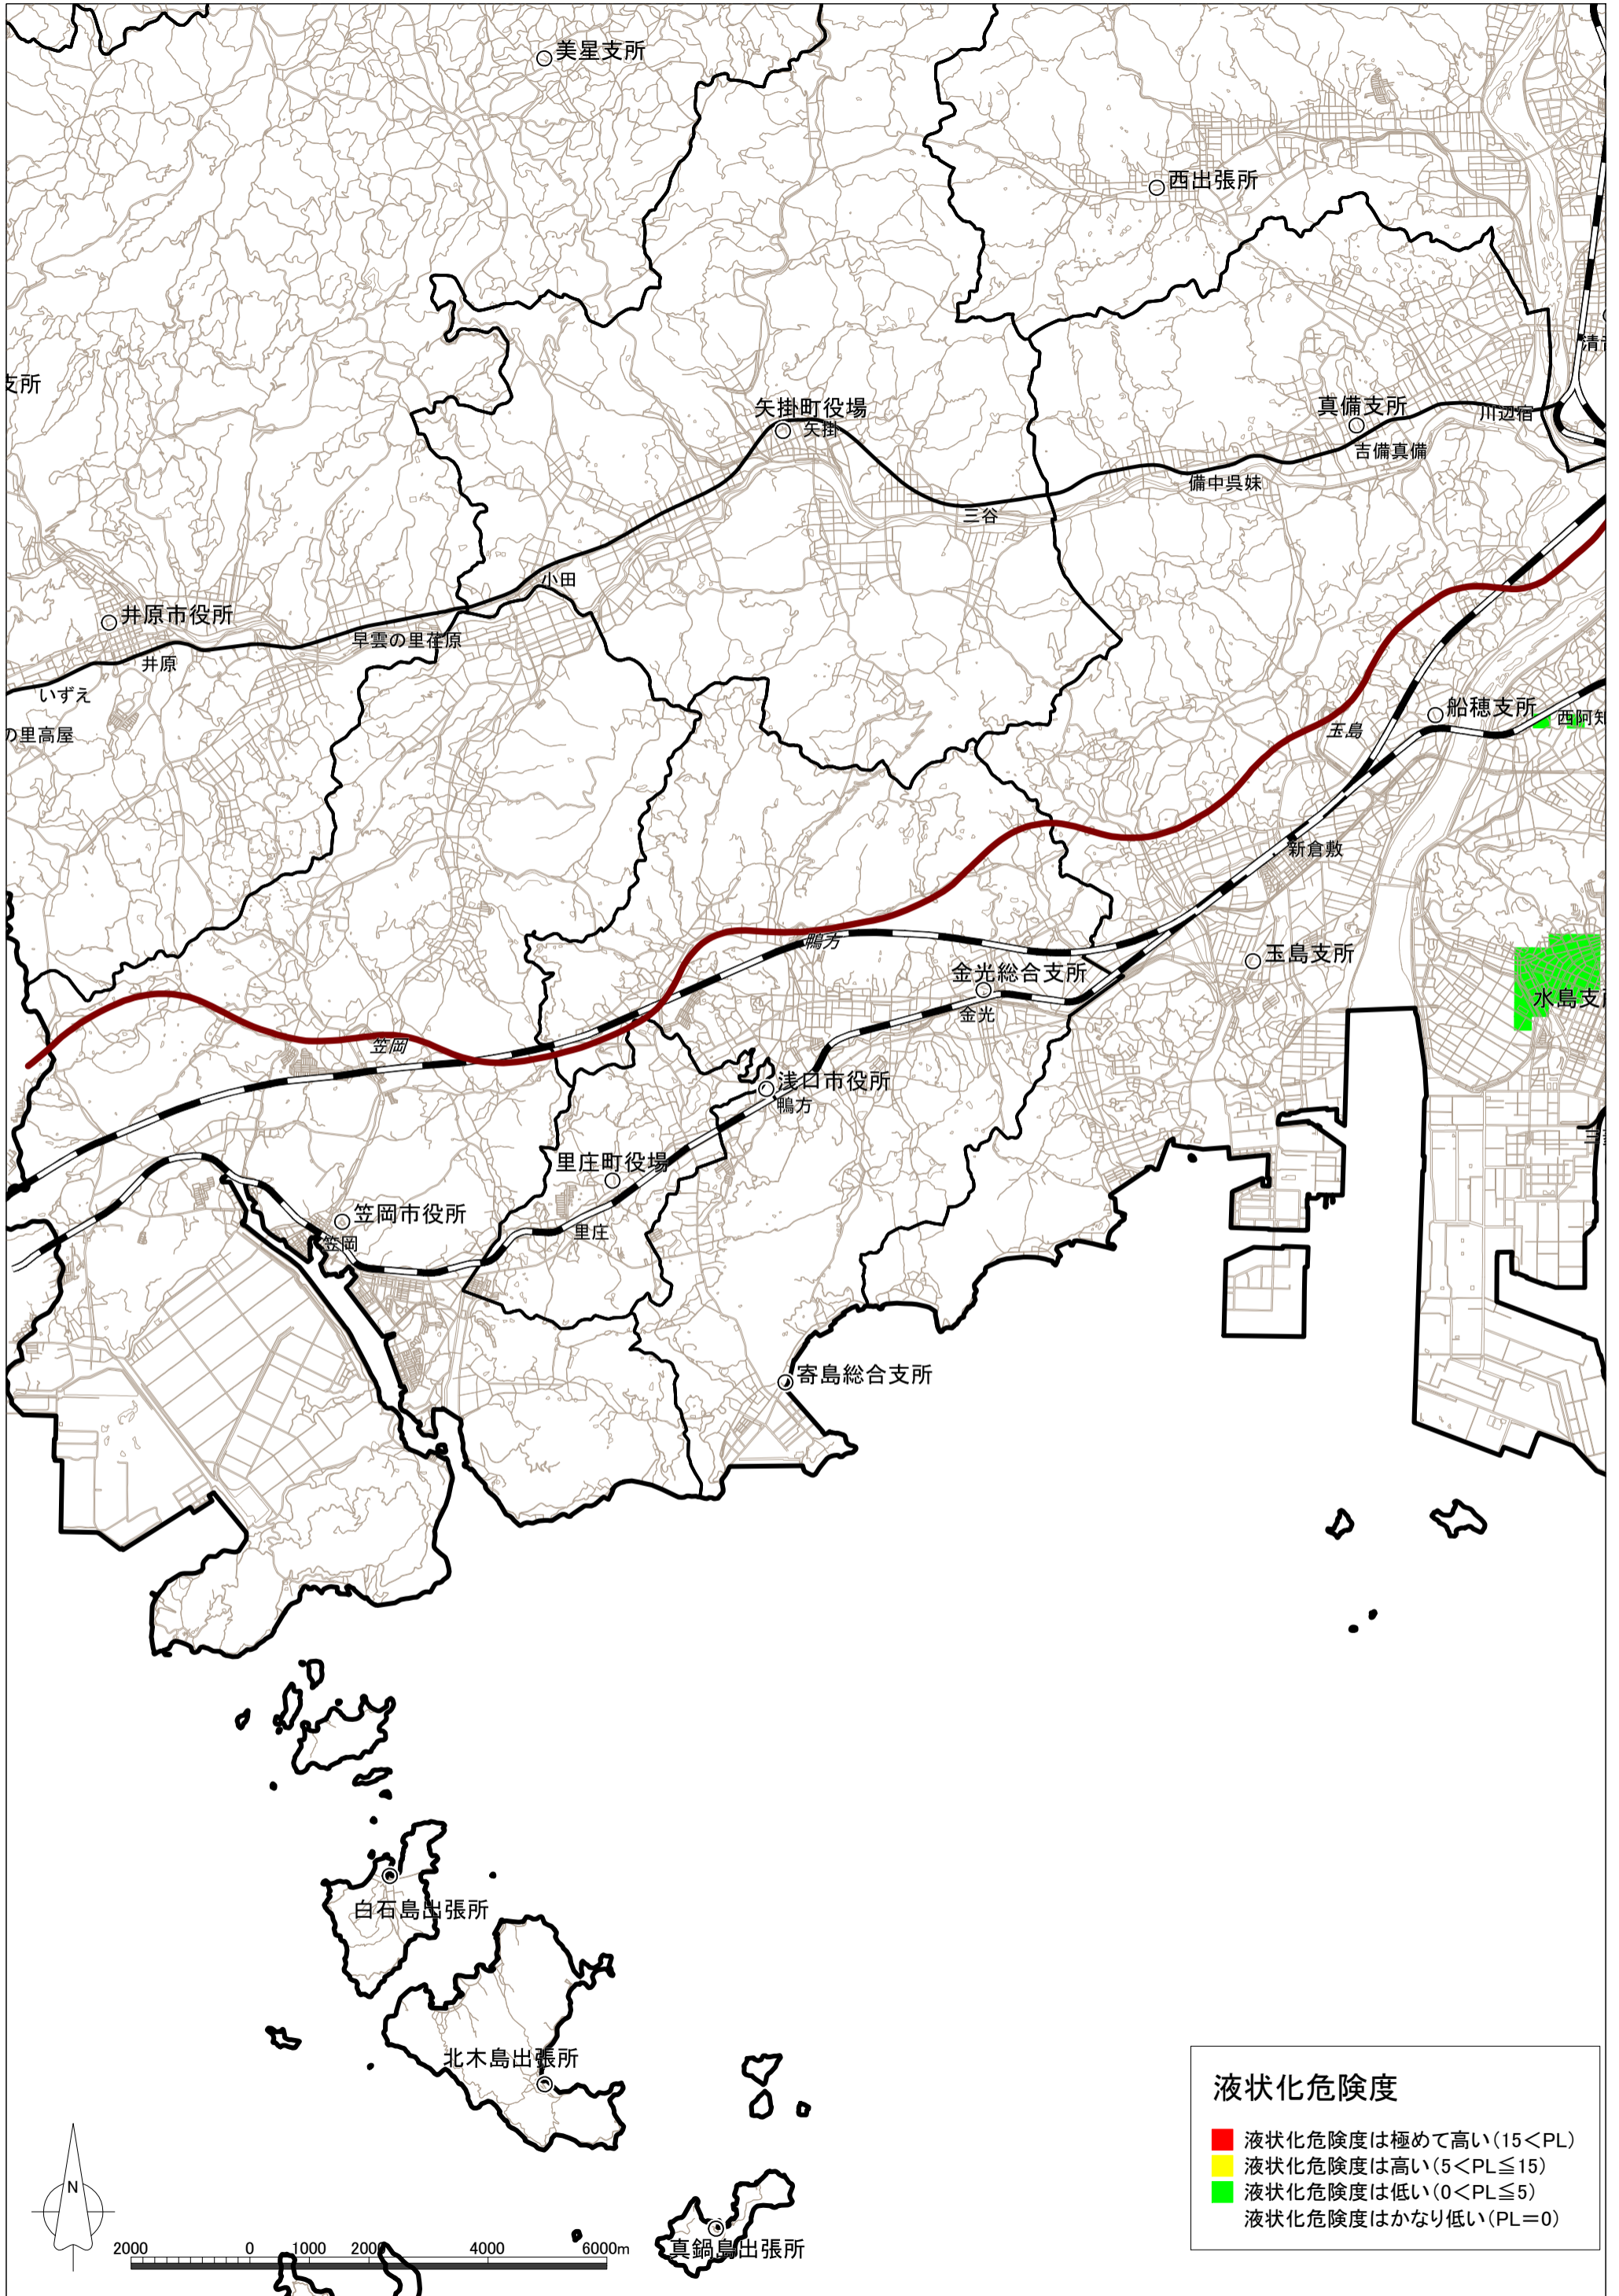 美星支所
西出張所
清音
支所
矢掛町役場
矢掛
真備支所
川辺宿
吉備真備
備中呉妹
三谷
小田
井原市役所
早雲の里荏原
井原
いずえ
の里高屋
船穂支所
西阿知
玉島
新倉敷
鴨方
玉島支所
金光総合支所
金光
水島支所
笠岡
浅口市役所
鴨方
里庄町役場
里庄
笠岡市役所
笠岡
寄島総合支所
白石島出張所
北木島出張所
真鍋島出張所
液状化危険度
液状化危険度は極めて高い(15<PL)
液状化危険度は高い(5<PL≦15)
液状化危険度は低い(0<PL≦5)
液状化危険度はかなり低い(PL=0)
N
2000 0 1000 2000 4000 6000m